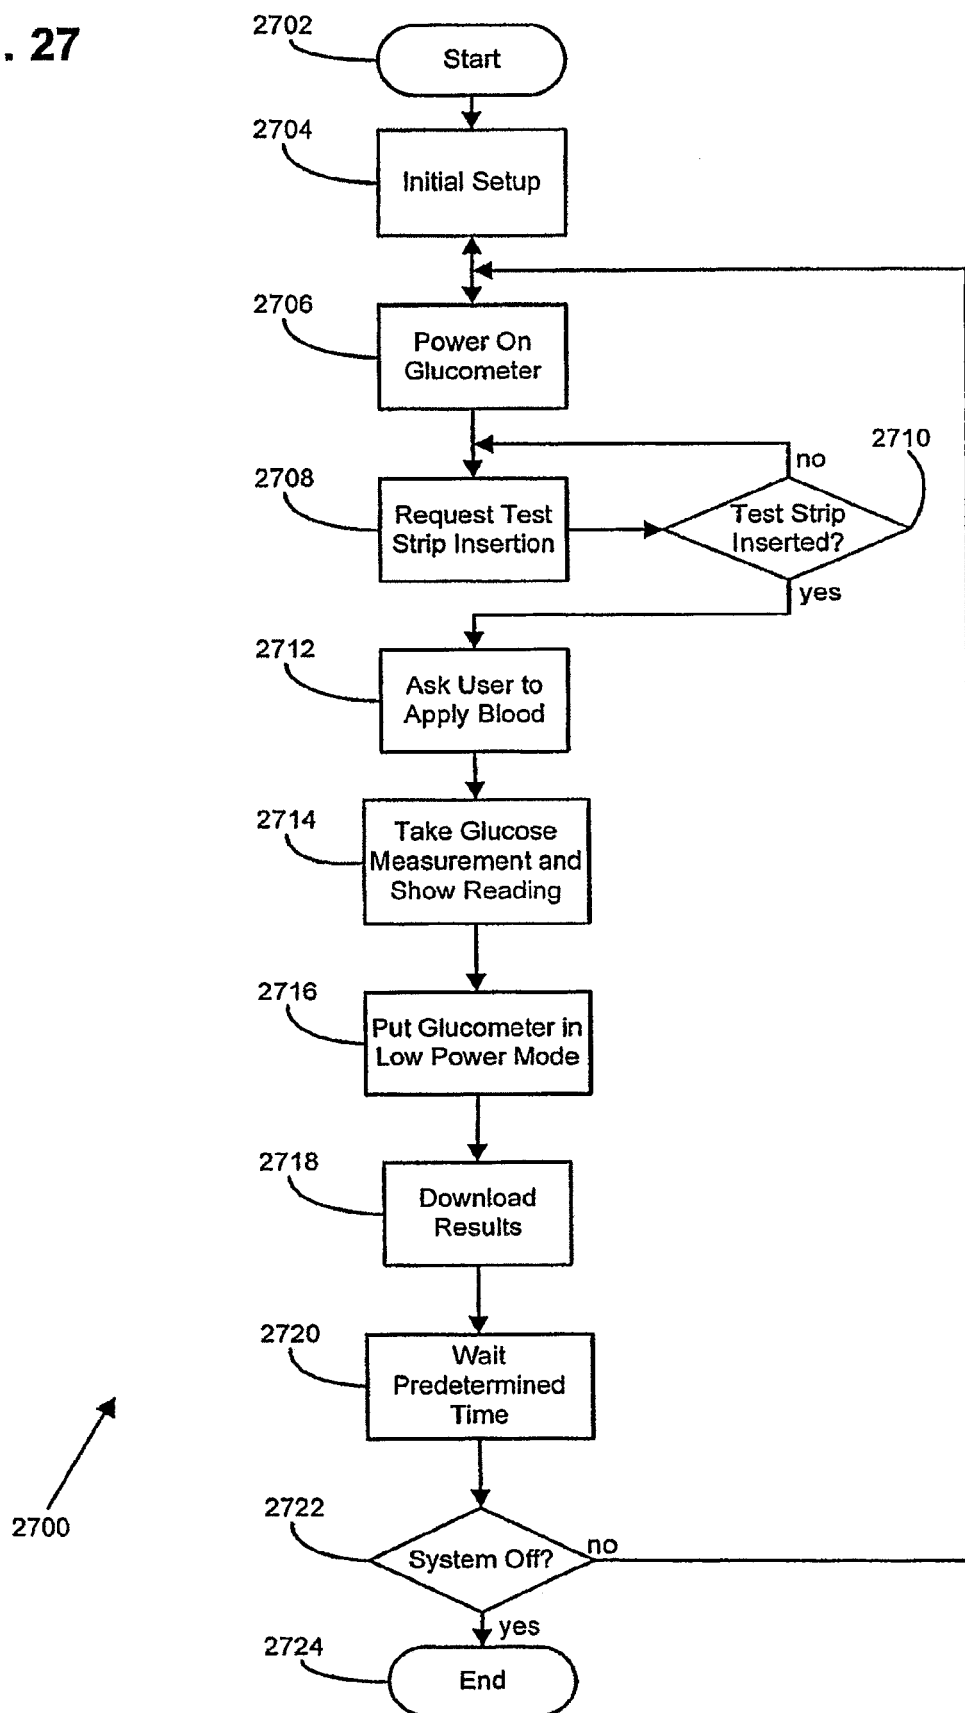 . 27
2702
Start
2704
Initial Setup
2706
Power On
Glucometer
2710
no
2708
Request Test
Strip Insertion
Test Strip
Inserted?
yes
2712
Ask User to
Apply Blood
2714
Take Glucose
Measurement and
Show Reading
2716
Put Glucometer in
Low Power Mode
2718
Download
Results
2720
Wait
Predetermined
Time
2700
2722
System Off?
no
yes
2724
End